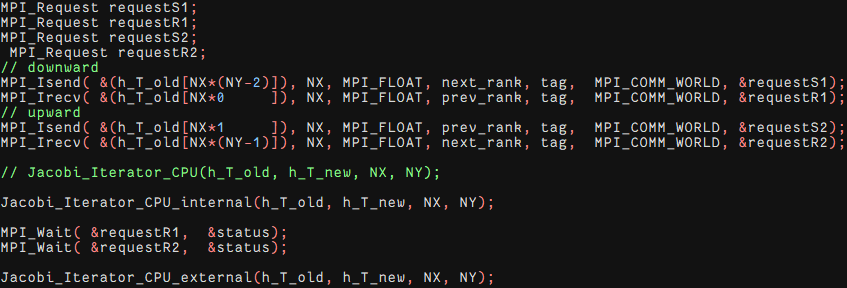 MPI_Request requestS1;
MPI_Request requestR1;
MPI_Request requestS2;
 MPI_Request requestR2;
// downward
MPI_Isend( &(h_T_old[NX*(NY-2)]), NX, MPI_FLOAT, next_rank, tag,  MPI_COMM_WORLD, &requestS1);
MPI_Irecv( &(h_T_old[NX*0     ]), NX, MPI_FLOAT, prev_rank, tag,  MPI_COMM_WORLD, &requestR1);
// upward
MPI_Isend( &(h_T_old[NX*1     ]), NX, MPI_FLOAT, prev_rank, tag,  MPI_COMM_WORLD, &requestS2);
MPI_Irecv( &(h_T_old[NX*(NY-1)]), NX, MPI_FLOAT, next_rank, tag,  MPI_COMM_WORLD, &requestR2);
// Jacobi_Iterator_CPU(h_T_old, h_T_new, NX, NY);
Jacobi_Iterator_CPU_internal(h_T_old, h_T_new, NX, NY);
MPI_Wait( &requestR1,  &status);
MPI_Wait( &requestR2,  &status);
Jacobi_Iterator_CPU_external(h_T_old, h_T_new, NX, NY);